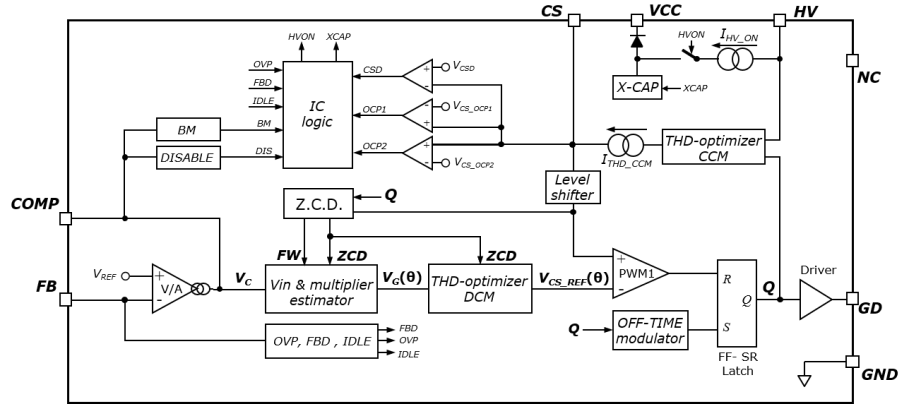 CS
VCC
HV
HVON
XCAP
HVON
I_HV_ON
OVP
FBD
IDLE
BM
DIS
IC
logic
CSD
OCP1
OCP2
+
-
V_CSD
+
-
V_CS_OCP1
+
-
V_CS_OCP2
X-CAP
XCAP
NC
BM
DISABLE
I_THD_CCM
THD-optimizer
CCM
Level
shifter
COMP
Z.C.D.
Q
FW
ZCD
ZCD
V_REF
+
-
V/A
V_C
Vin & multiplier
estimator
V_G(θ)
THD-optimizer
DCM
V_CS_REF(θ)
+
-
PWM1
R
Q
S
Q
Driver
FB
GD
OVP, FBD , IDLE
FBD
OVP
IDLE
Q
OFF-TIME
modulator
FF- SR
Latch
GND